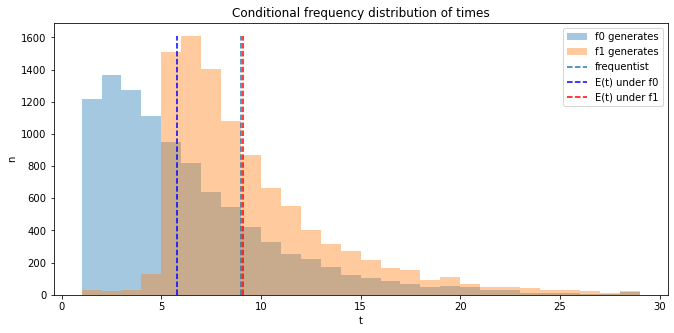 Conditional frequency distribution of times
f0 generates
f1 generates
frequentist
E(t) under f0
E(t) under f1
n
1600
1400
1200
1000
800
600
400
200
0
0 5 10 15 20 25 30
t